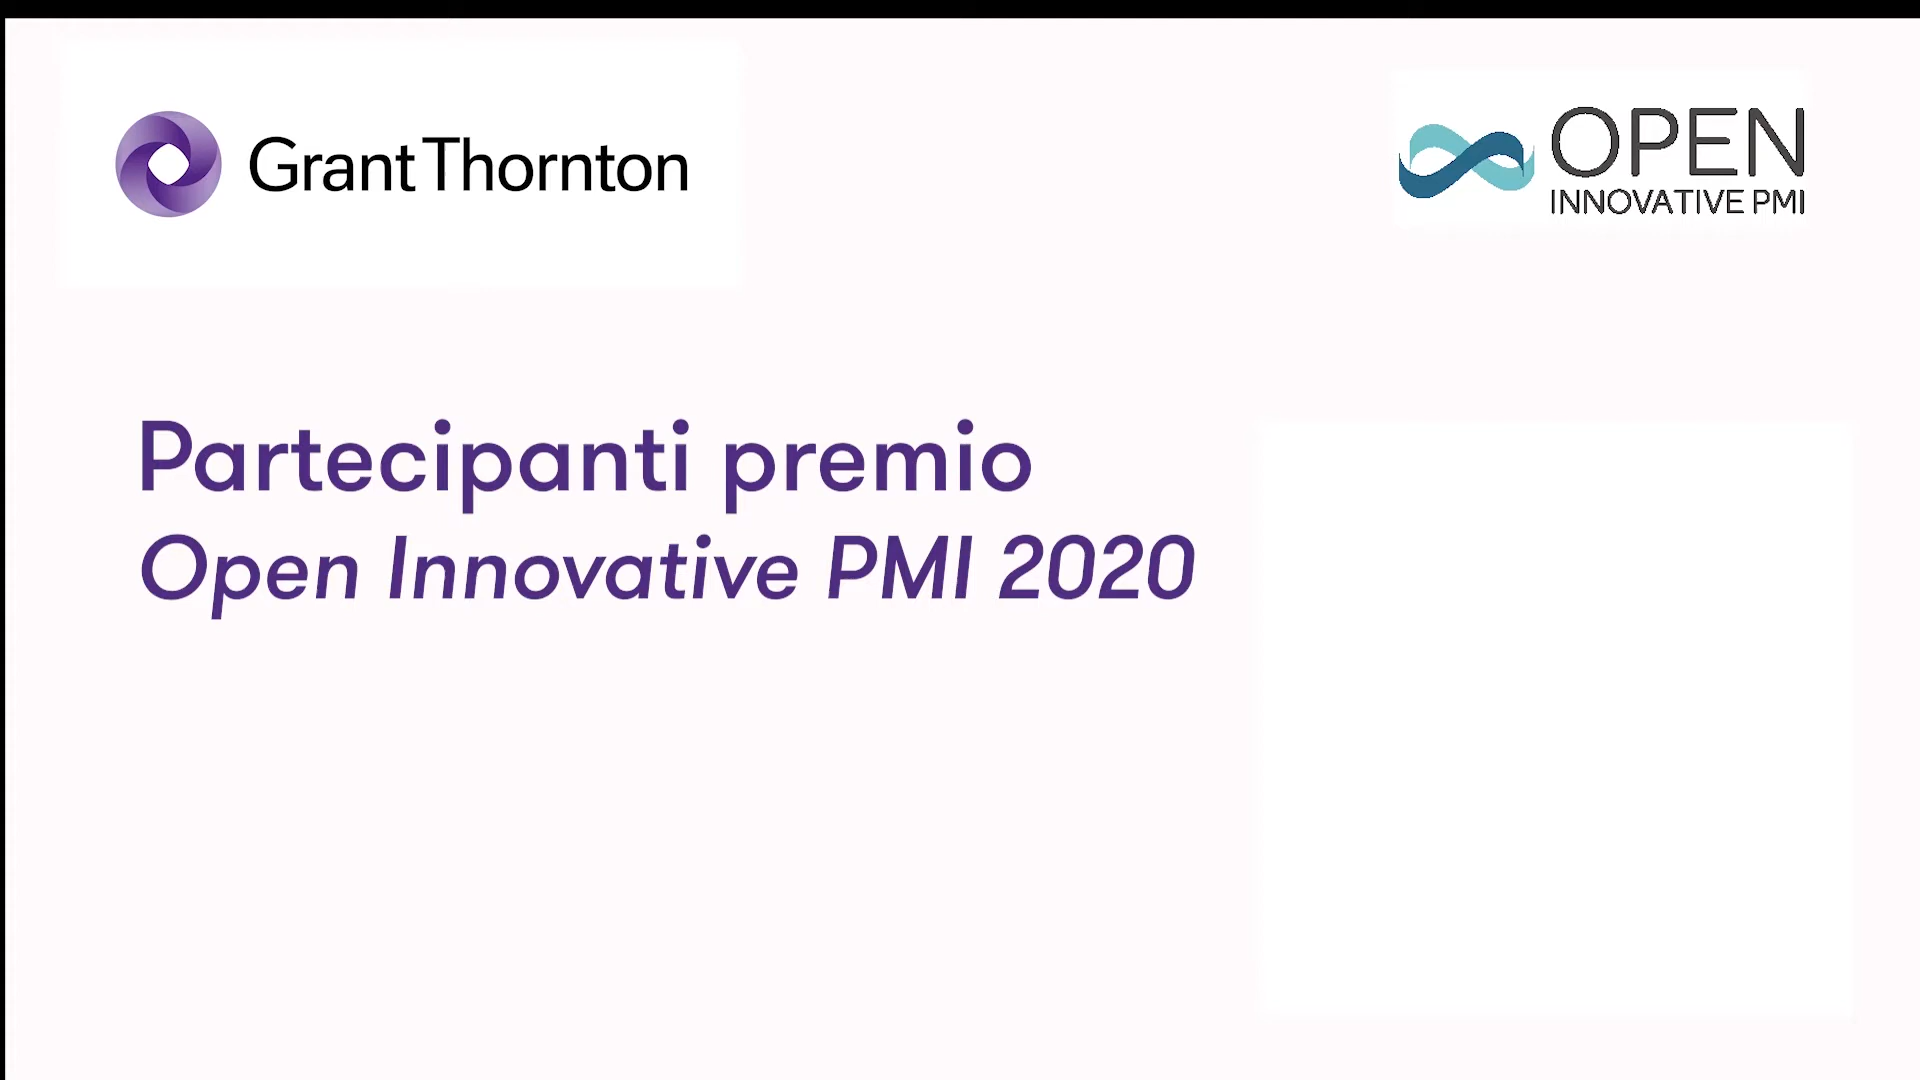 Grant Thornton
OPEN
INNOVATIVE PMI
Partecipanti premio
Open Innovative PMI 2020